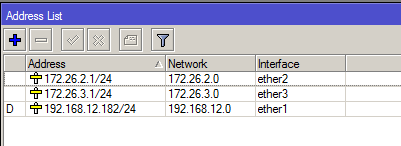 Address List
Address Network Interface
172.26.2.1/24 172.26.2.0 ether2
172.26.3.1/24 172.26.3.0 ether3
D 192.168.12.182/24 192.168.12.0 ether1